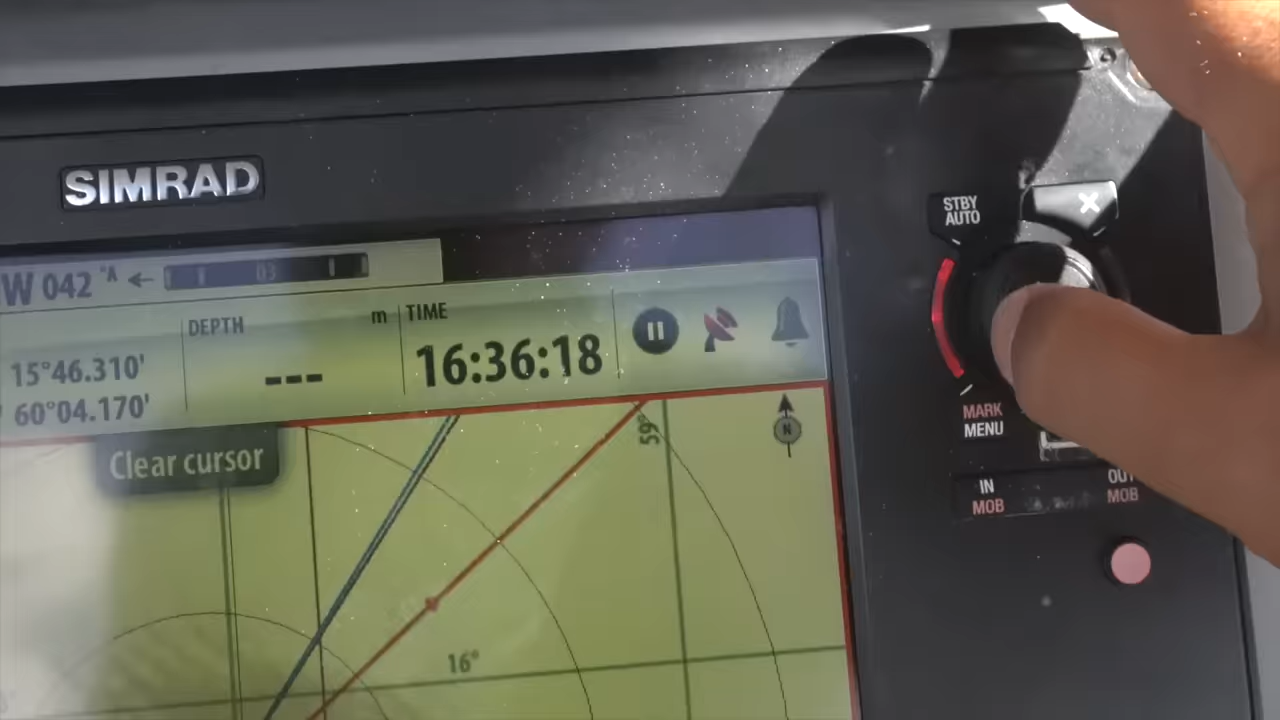 SIMRAD
STBY
AUTO
X
W 042 °A ← 03
DEPTH m
TIME
15°46.310'
60°04.170'
---
16:36:18
Clear cursor
59°
N
16°
MARK
MENU
IN
MOB
OUT
MOB